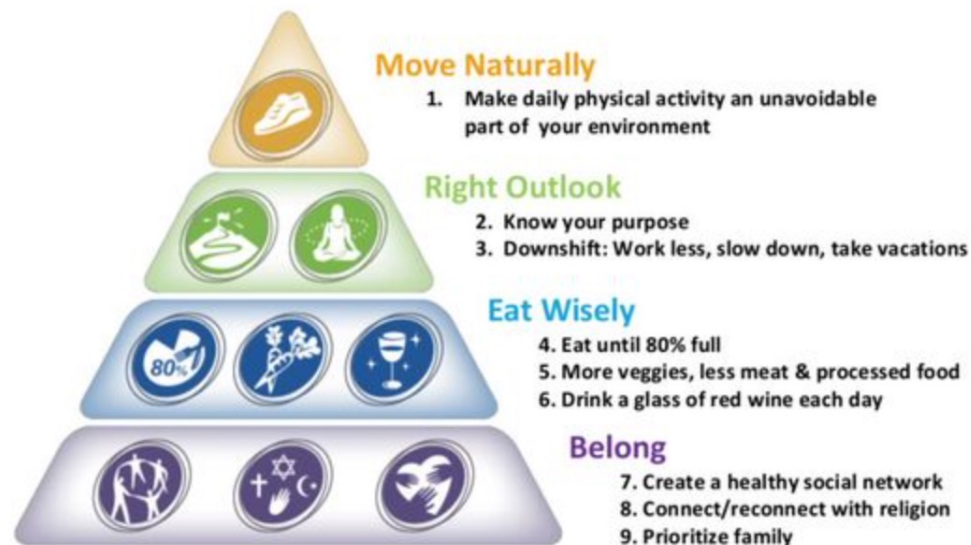 Move Naturally
1. Make daily physical activity an unavoidable
part of your environment
Right Outlook
2. Know your purpose
3. Downshift: Work less, slow down, take vacations
Eat Wisely
80%
4. Eat until 80% full
5. More veggies, less meat & processed food
6. Drink a glass of red wine each day
Belong
7. Create a healthy social network
8. Connect/reconnect with religion
9. Prioritize family